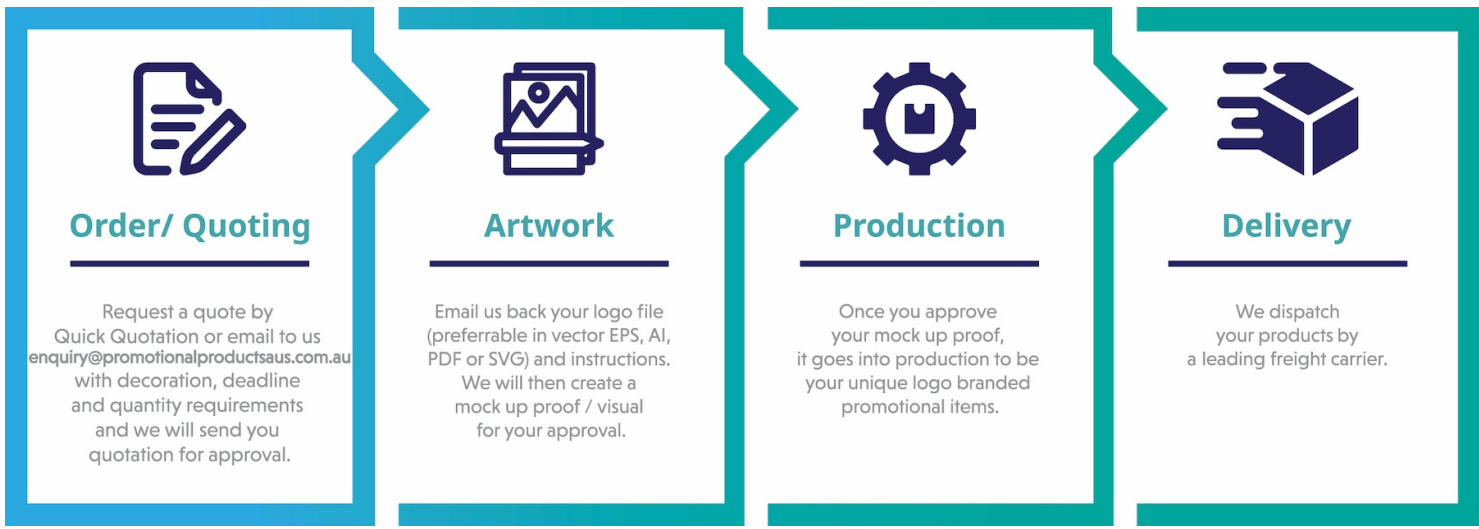 Order/ Quoting
Request a quote by
Quick Quotation or email to us
enquiry@promotionalproductsaus.com.au
with decoration, deadline
and quantity requirements
and we will send you
quotation for approval.
Artwork
Email us back your logo file
(preferrable in vector EPS, AI,
PDF or SVG) and instructions.
We will then create a
mock up proof / visual
for your approval.
Production
Once you approve
your mock up proof,
it goes into production to be
your unique logo branded
promotional items.
Delivery
We dispatch
your products by
a leading freight carrier.